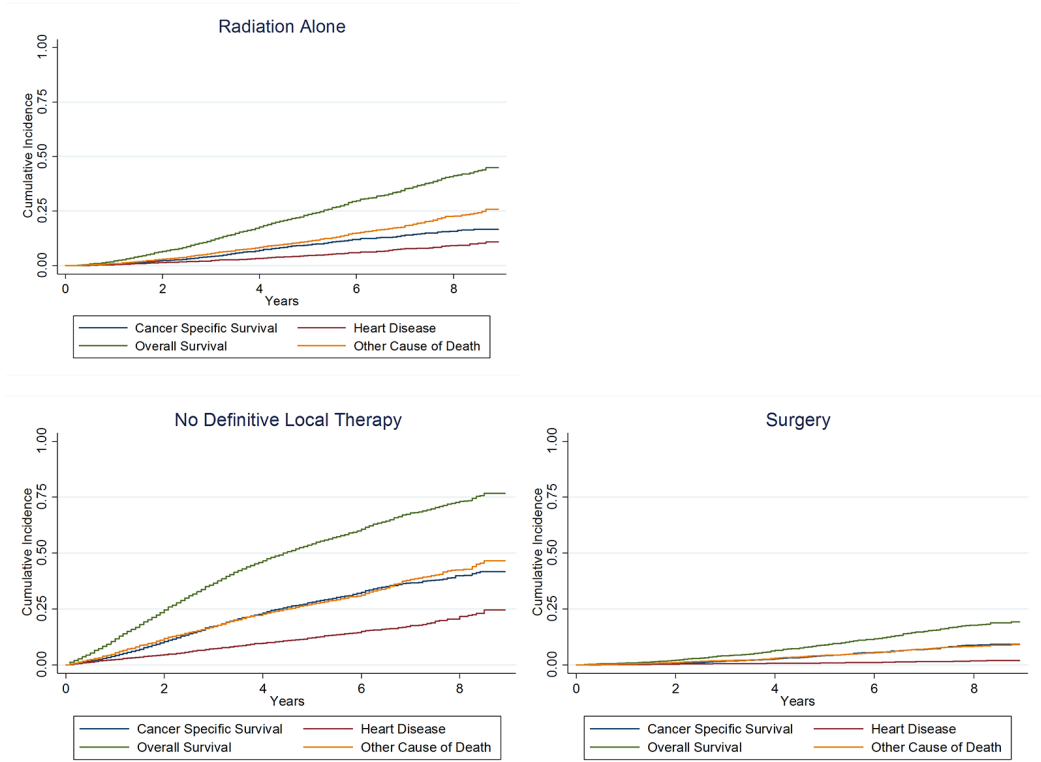 Radiation Alone
Cumulative Incidence
1.00
0.75
0.50
0.25
0.00
0 2 4 6 8
Years
Cancer Specific Survival Heart Disease
Overall Survival Other Cause of Death
No Definitive Local Therapy
Cumulative Incidence
1.00
0.75
0.50
0.25
0.00
0 2 4 6 8
Years
Cancer Specific Survival Heart Disease
Overall Survival Other Cause of Death
Surgery
Cumulative Incidence
1.00
0.75
0.50
0.25
0.00
0 2 4 6 8
Years
Cancer Specific Survival Heart Disease
Overall Survival Other Cause of Death